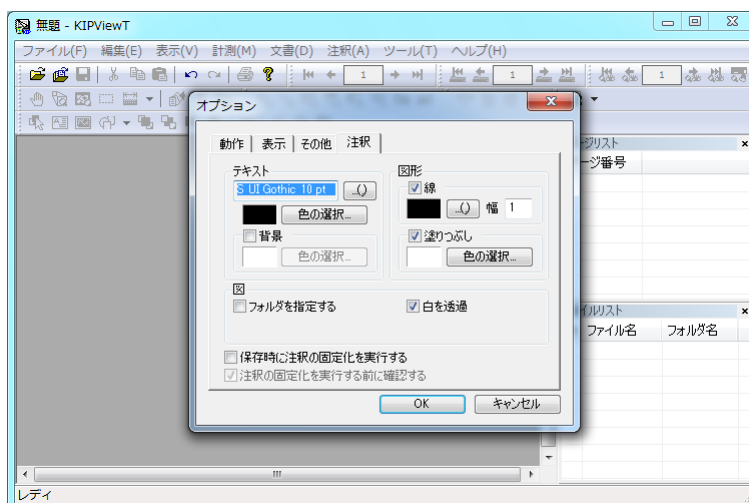 無題 - KIPViewT
ファイル(F) 編集(E) 表示(V) 計測(M) 文書(D) 注釈(A) ツール(T) ヘルプ(H)
1 1 1
オプション
動作 表示 その他 注釈
テキスト
S UI Gothic 10 pt ...()
色の選択...
背景
色の選択...
図形
線
...() 幅 1
塗りつぶし
色の選択...
図
フォルダを指定する 白を透過
保存時に注釈の固定化を実行する
注釈の固定化を実行する前に確認する
OK キャンセル
ージリスト
ージ番号
イルリスト
ファイル名 フォルダ名
レディ